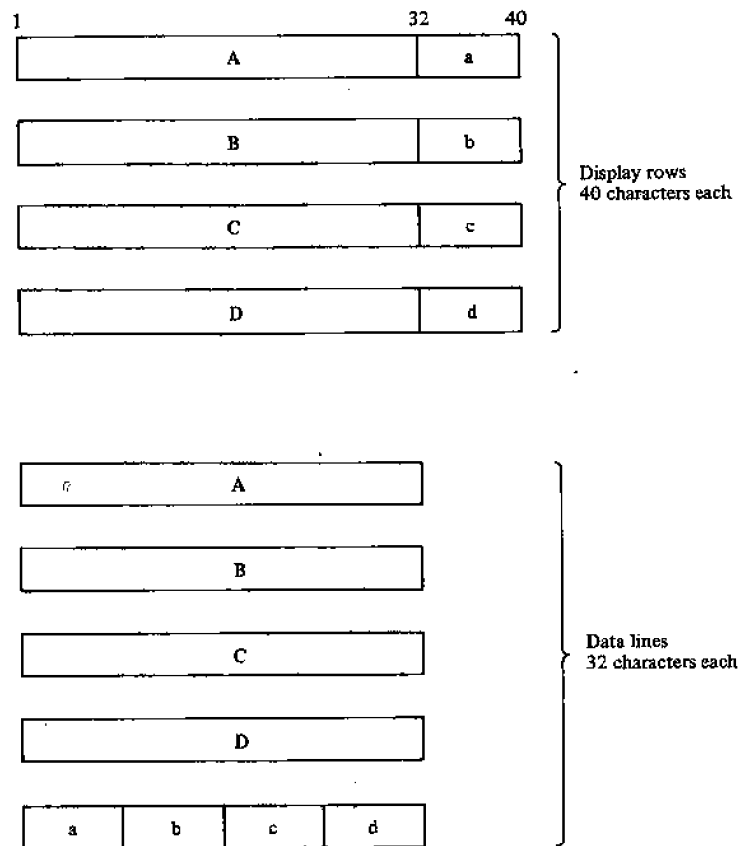 1 32 40
A a
B b
Display rows
40 characters each
C c
D d
A
B
C
Data lines
32 characters each
D
a b c d